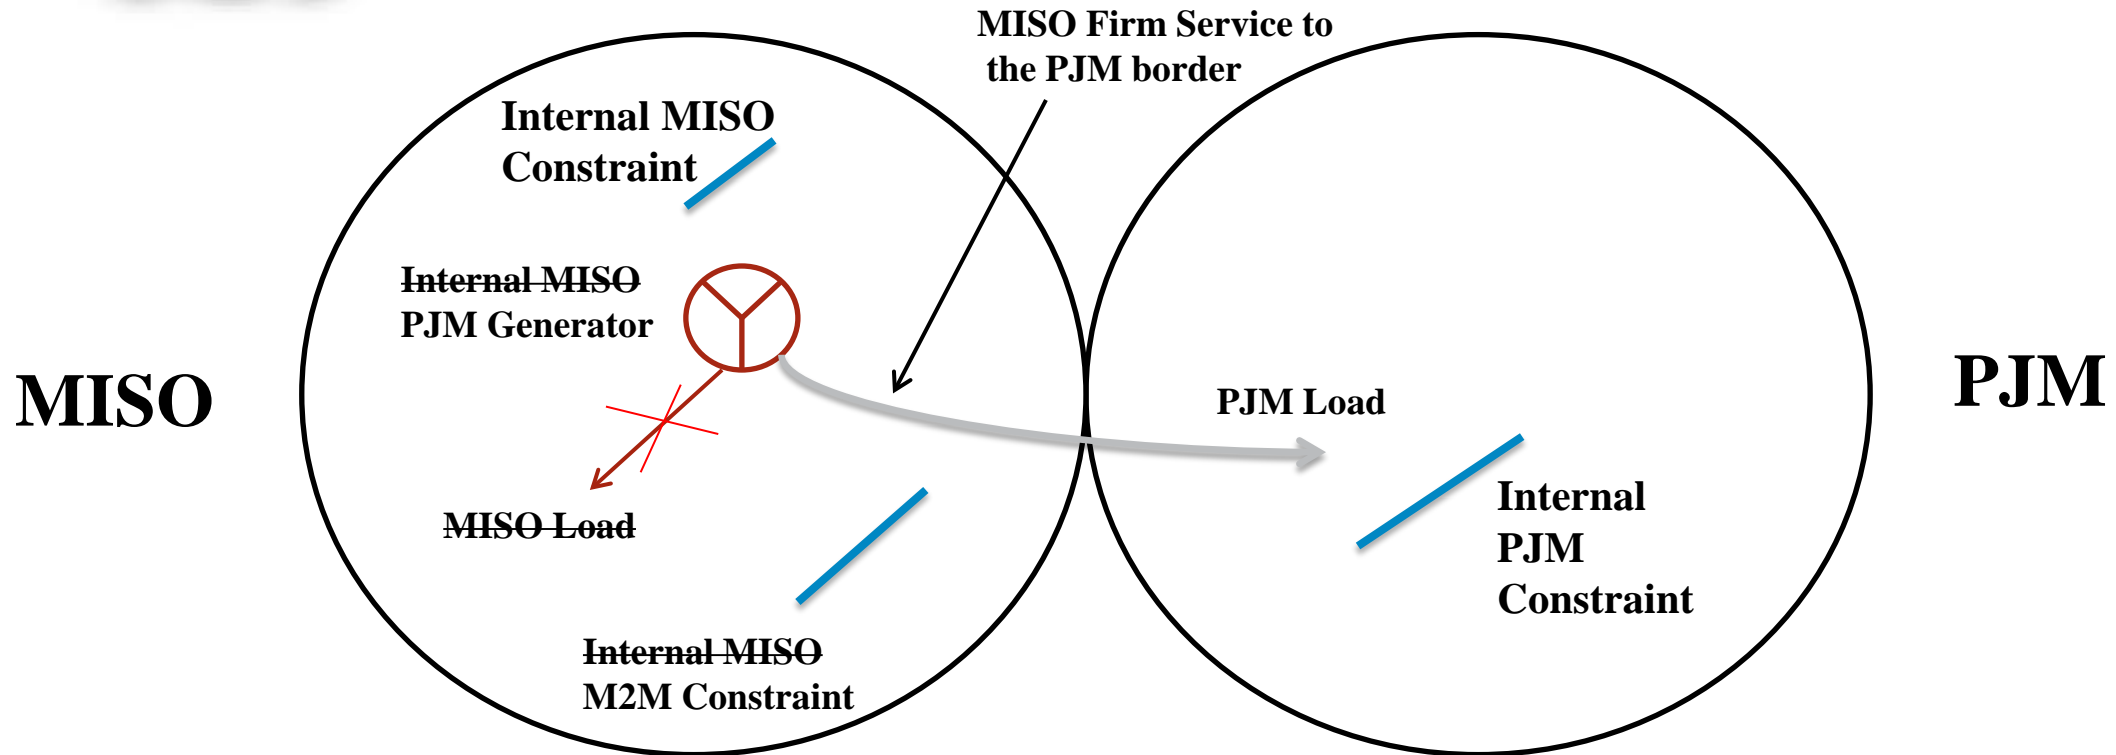 MISO Firm Service to
the PJM border
Internal MISO
Constraint
Internal MISO
PJM Generator
MISO
PJM
PJM Load
MISO Load
Internal
PJM
Constraint
Internal MISO
M2M Constraint